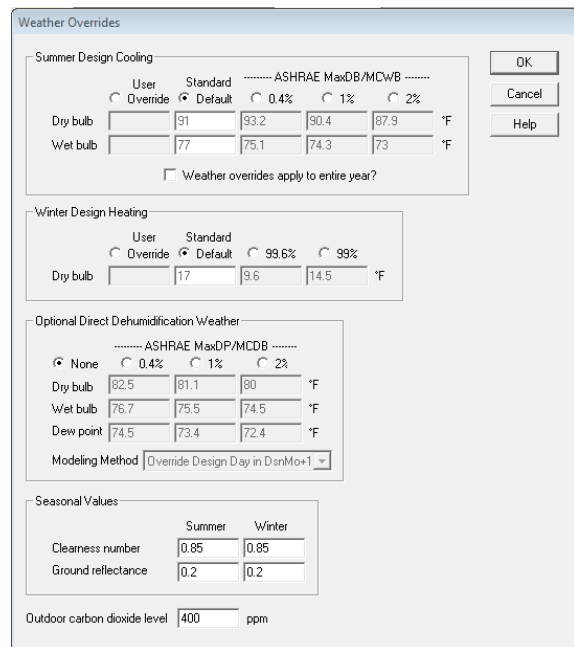 Weather Overrides
Summer Design Cooling
OK
User Standard --------- ASHRAE MaxDB/MCWB --------
Override Default 0.4% 1% 2%
Cancel
Dry bulb 91 93.2 90.4 87.9 °F
Help
Wet bulb 77 75.1 74.3 73 °F
Weather overrides apply to entire year?
Winter Design Heating
User Standard
Override Default 99.6% 99%
Dry bulb 17 9.6 14.5 °F
Optional Direct Dehumidification Weather
-------- ASHRAE MaxDP/MCDB --------
None 0.4% 1% 2%
Dry bulb 82.5 81.1 80 °F
Wet bulb 76.7 75.5 74.5 °F
Dew point 74.5 73.4 72.4 °F
Modeling Method Override Design Day in DsnMo+1
Seasonal Values
Summer Winter
Clearness number 0.85 0.85
Ground reflectance 0.2 0.2
Outdoor carbon dioxide level 400 ppm